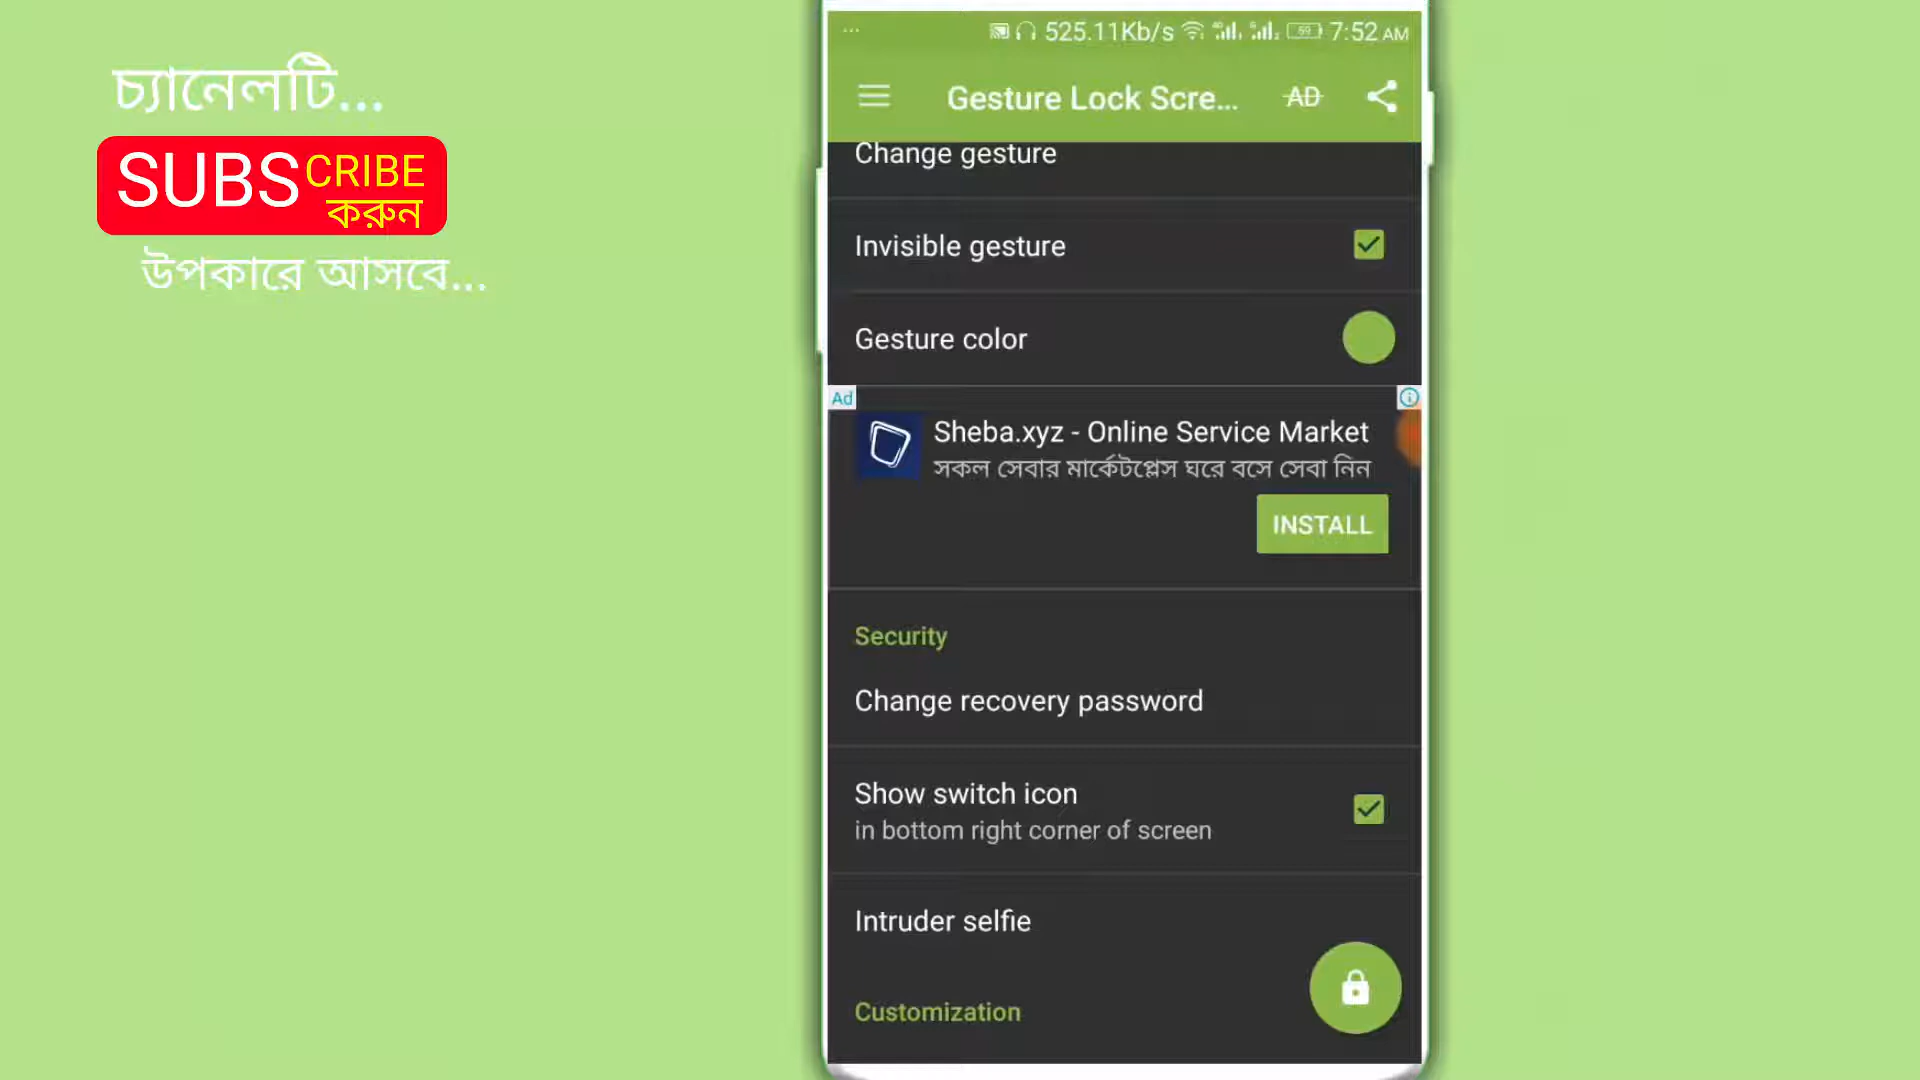 চ্যানেলটি...
SUBSCRIBE
করুন
উপকারে আসবে...
... 525.11Kb/s 59 7:52 AM
Gesture Lock Scre... AD
Change gesture
Invisible gesture
Gesture color
Ad
Sheba.xyz - Online Service Market
সকল সেবার মার্কেটপ্লেস ঘরে বসে সেবা নিন
INSTALL
Security
Change recovery password
Show switch icon
in bottom right corner of screen
Intruder selfie
Customization